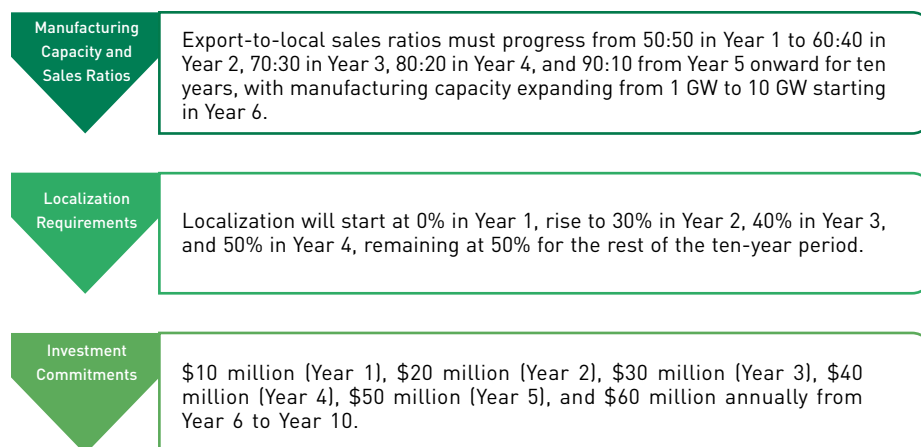 Manufacturing
Capacity and
Sales Ratios
Export-to-local sales ratios must progress from 50:50 in Year 1 to 60:40 in
Year 2, 70:30 in Year 3, 80:20 in Year 4, and 90:10 from Year 5 onward for ten
years, with manufacturing capacity expanding from 1 GW to 10 GW starting
in Year 6.
Localization
Requirements
Localization will start at 0% in Year 1, rise to 30% in Year 2, 40% in Year 3,
and 50% in Year 4, remaining at 50% for the rest of the ten-year period.
Investment
Commitments
$10 million (Year 1), $20 million (Year 2), $30 million (Year 3), $40
million (Year 4), $50 million (Year 5), and $60 million annually from
Year 6 to Year 10.